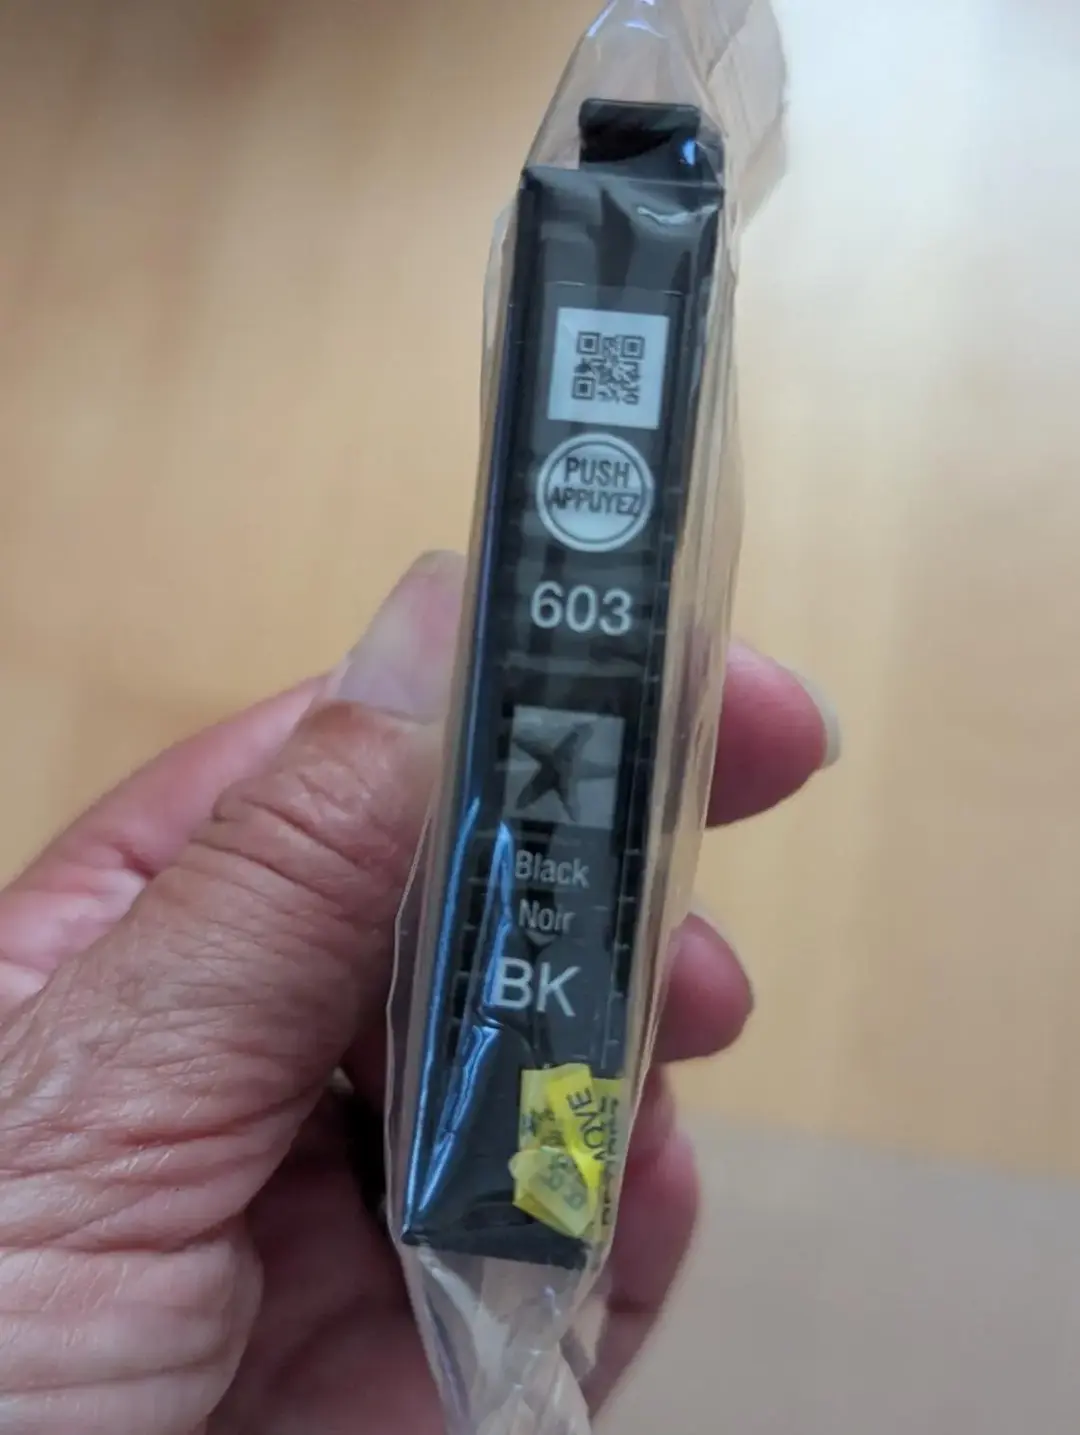 PUSH
APPUYEZ
603
Black
Noir
BK